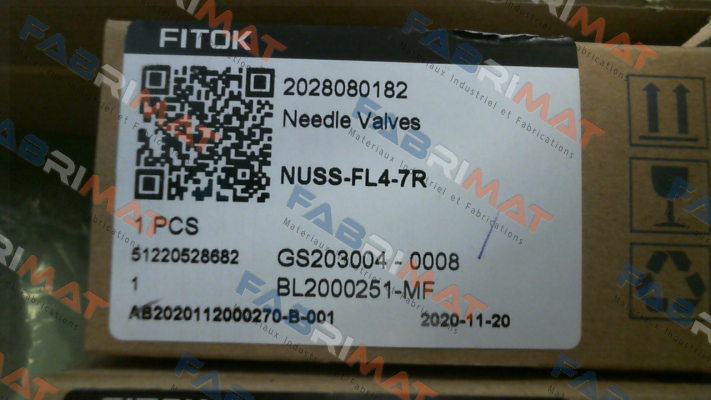 FITOK
2028080182
Needle Valves
NUSS-FL4-7R
1 PCS
51220528682
GS203004 - 0008
1
BL2000251-MF
AB2020112000270-B-001
2020-11-20
FABRIMAT
Materiaux Industriel et Fabrications